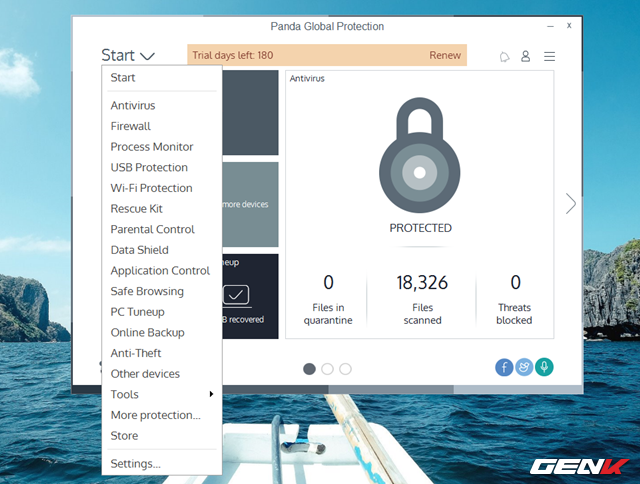 Panda Global Protection
Start
Trial days left: 180
Renew
Start
Antivirus
Firewall
Process Monitor
USB Protection
Wi-Fi Protection
Rescue Kit
Parental Control
Data Shield
Application Control
Safe Browsing
PC Tuneup
Online Backup
Anti-Theft
Other devices
Tools
More protection...
Store
Settings...
more devices
recovered
Antivirus
PROTECTED
0
Files in
quarantine
18,326
Files
scanned
0
Threats
blocked
GENK